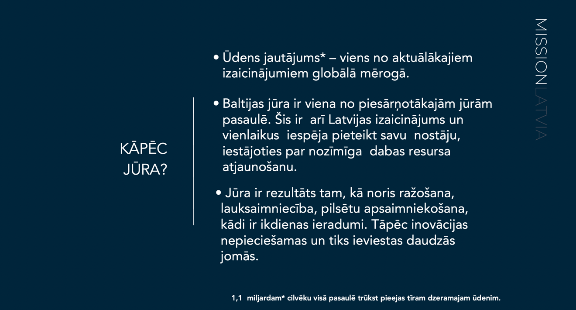 KĀPĒC
JŪRA?
• Ūdens jautājums* – viens no aktuālākajiem
izaicinājumiem globālā mērogā.
• Baltijas jūra ir viena no piesārņotākajām jūrām
pasaulē. Šis ir arī Latvijas izaicinājums un
vienlaikus iespēja pieteikt savu nostāju,
iestājoties par nozīmīga dabas resursa
atjaunošanu.
• Jūra ir rezultāts tam, kā noris ražošana,
lauksaimniecība, pilsētu apsaimniekošana,
kādi ir ikdienas ieradumi. Tāpēc inovācijas
nepieciešamas un tiks ieviestas daudzās
jomās.
1,1 miljardam* cilvēku visā pasaulē trūkst pieejas tīram dzeramajam ūdenim.
MISSIONLATVIA